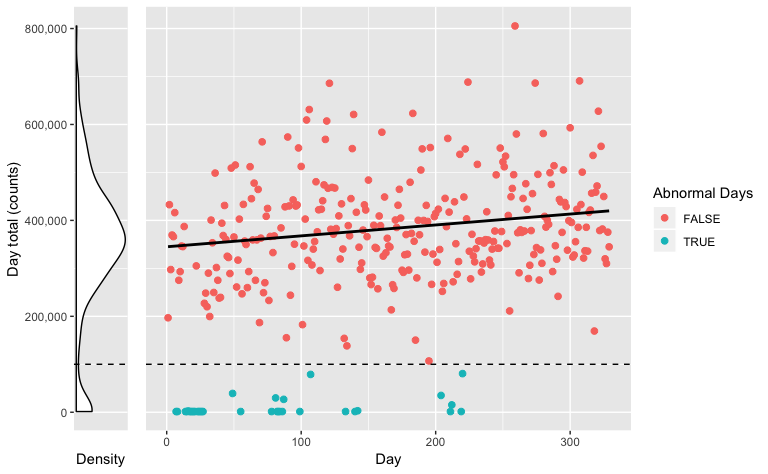 800,000
600,000
400,000
200,000
0
Day total (counts)
Density
0
100
200
300
Day
Abnormal Days
FALSE
TRUE